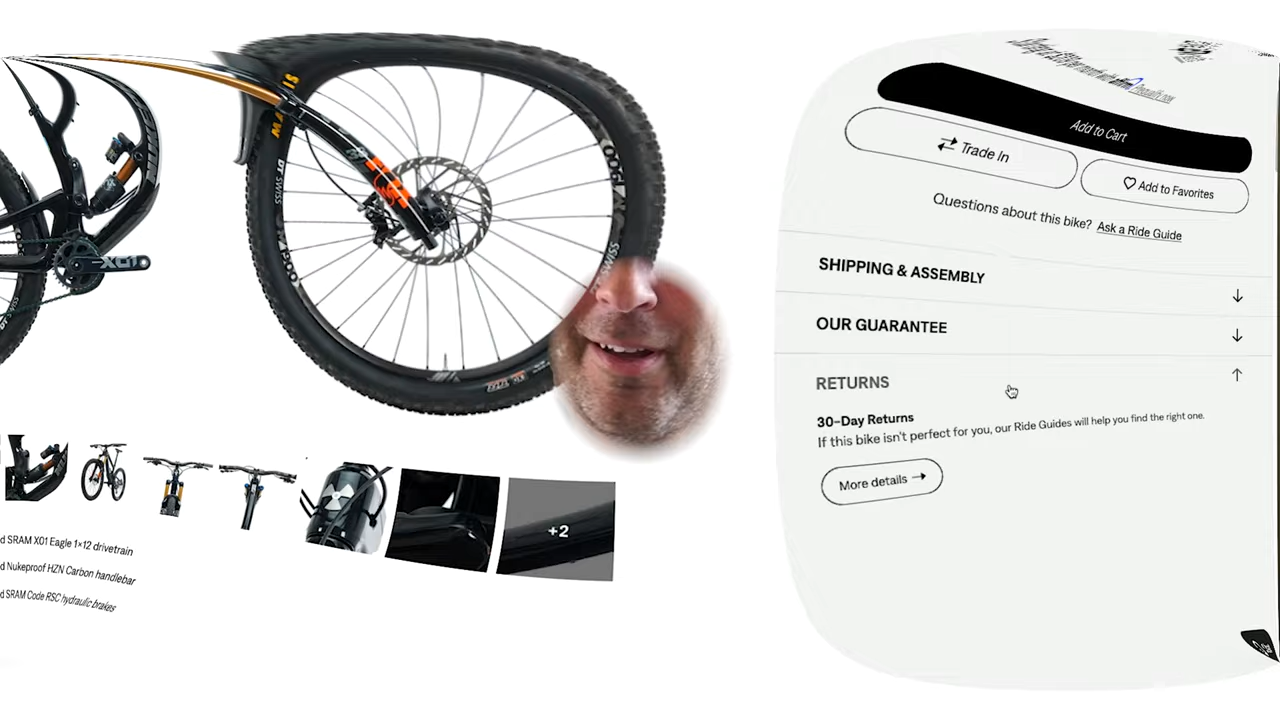 Add to Cart
Trade In
Add to Favorites
Questions about this bike? Ask a Ride Guide
SHIPPING & ASSEMBLY
OUR GUARANTEE
RETURNS
30-Day Returns
If this bike isn't perfect for you, our Ride Guides will help you find the right one.
More details
DT SWISS
SWISS
XO1
+2
d SRAM X01 Eagle 1x12 drivetrain
d Nukeproof HZN Carbon handlebar
d SRAM Code RSC hydraulic brakes